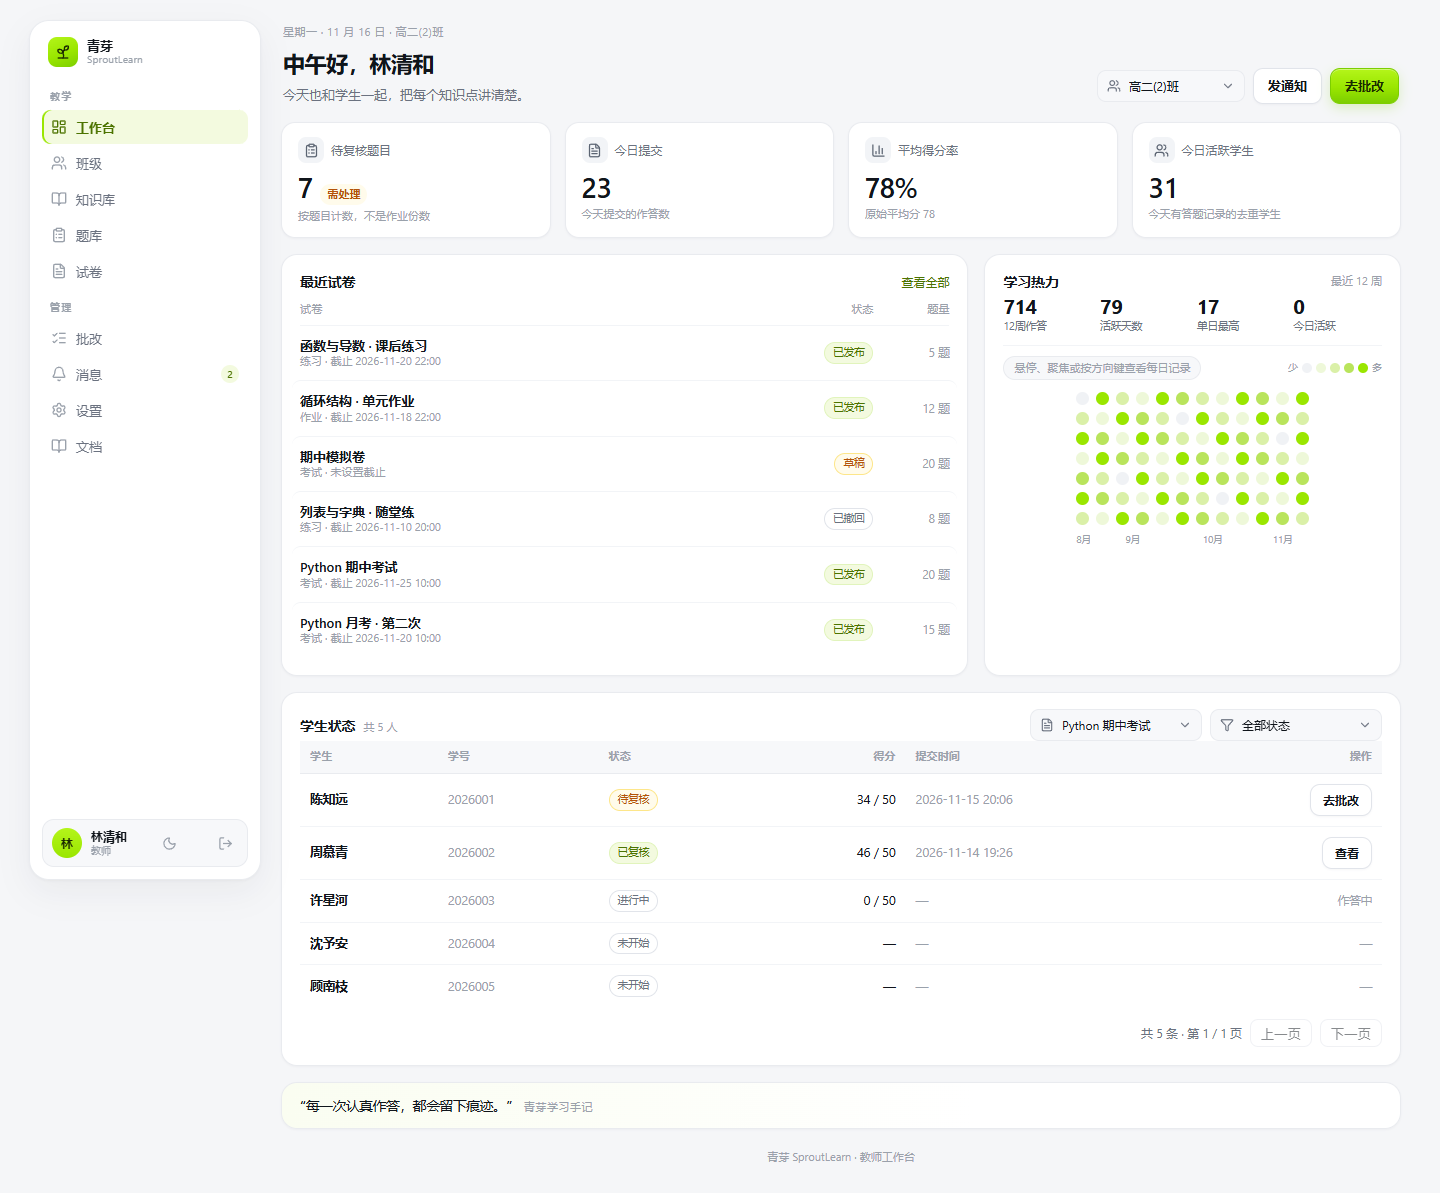 青芽
SproutLearn
教学
工作台
班级
知识库
题库
试卷
管理
批改
消息 2
设置
文档
林 林清和
教师
星期一 · 11 月 16 日 · 高二(2)班
中午好，林清和
今天也和学生一起，把每个知识点讲清楚。
高二(2)班 发通知 去批改
待复核题目
7 需处理
按题目计数，不是作业份数
今日提交
23
今天提交的作答数
平均得分率
78%
原始平均分 78
今日活跃学生
31
今天有答题记录的去重学生
最近试卷 查看全部
试卷 状态 题量
函数与导数 · 课后练习
练习 · 截止 2026-11-20 22:00
已发布 5 题
循环结构 · 单元作业
作业 · 截止 2026-11-18 22:00
已发布 12 题
期中模拟卷
考试 · 未设置截止
草稿 20 题
列表与字典 · 随堂练
练习 · 截止 2026-11-10 20:00
已撤回 8 题
Python 期中考试
考试 · 截止 2026-11-25 10:00
已发布 20 题
Python 月考 · 第二次
考试 · 截止 2026-11-20 10:00
已发布 15 题
学习热力 最近 12 周
714 79 17 0
12周作答 活跃天数 单日最高 今日活跃
悬停、聚焦或按方向键查看每日记录 少 多
8月 9月 10月 11月
学生状态 共 5 人 Python 期中考试 全部状态
学生 学号 状态 得分 提交时间 操作
陈知远 2026001 待复核 34 / 50 2026-11-15 20:06 去批改
周慕青 2026002 已复核 46 / 50 2026-11-14 19:26 查看
许星河 2026003 进行中 0 / 50 — 作答中
沈予安 2026004 未开始 — — —
顾南枝 2026005 未开始 — — —
共 5 条 · 第 1 / 1 页 上一页 下一页
“每一次认真作答，都会留下痕迹。” 青芽学习手记
青芽 SproutLearn · 教师工作台